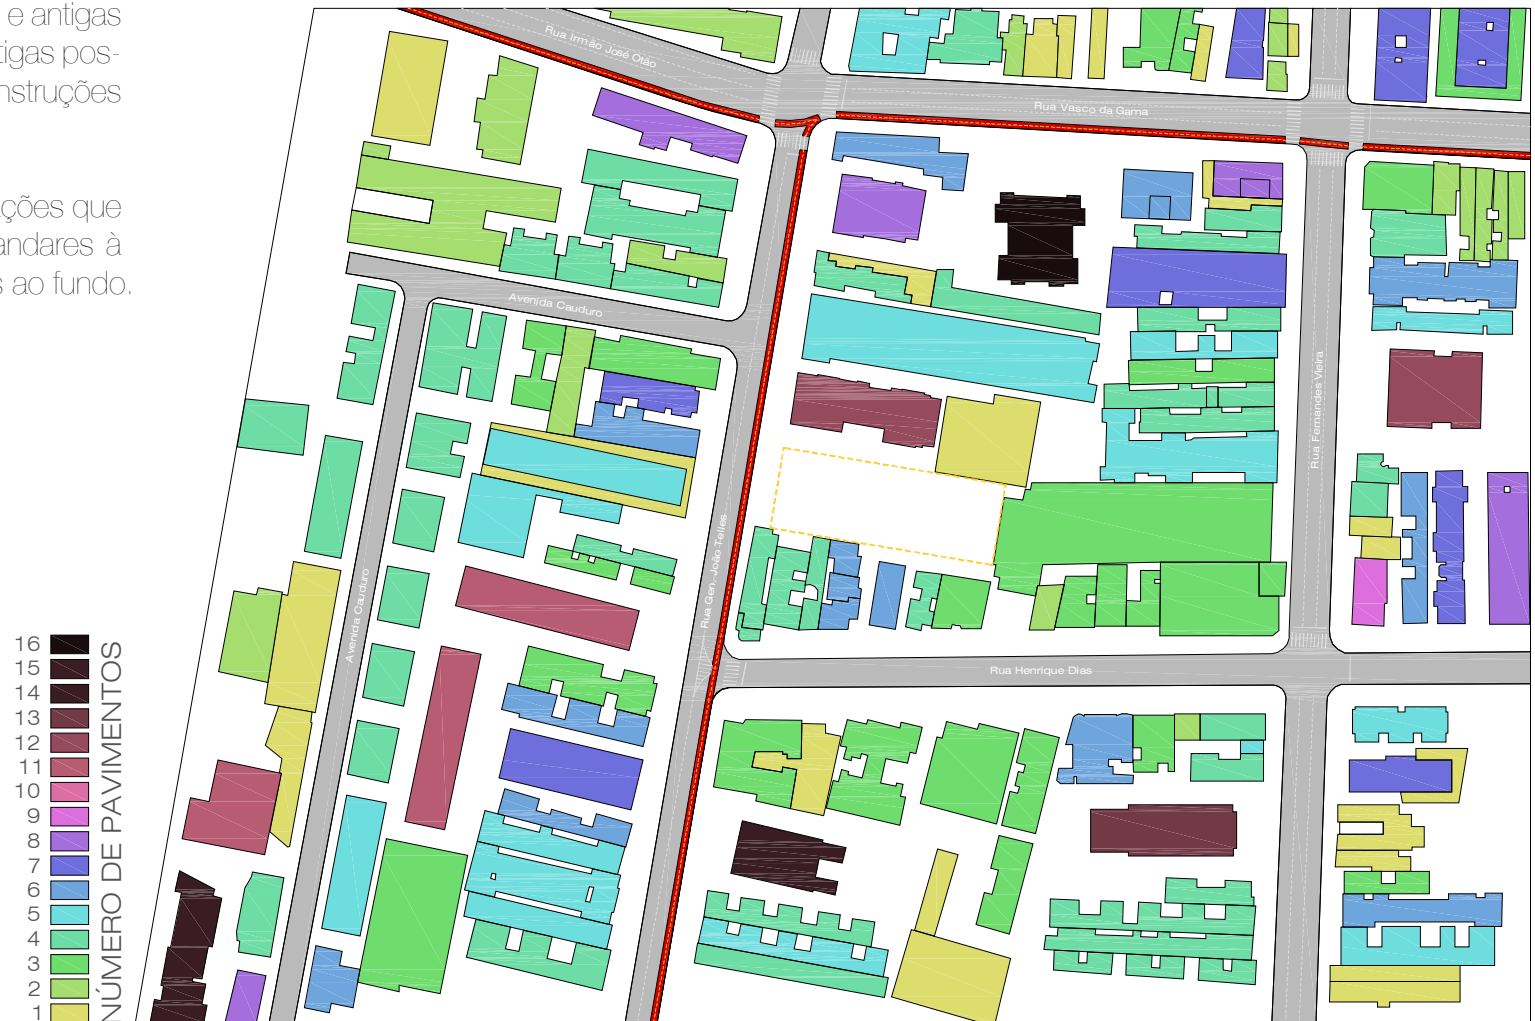 e antigas
tigas pos-
nstruções
ções que
andares à
s ao fundo.
Rua Irmão José Otão
Rua Vasco da Gama
Avenida Cauduro
Rua Fernandes Vieira
Rua Gen. João Telles
Avenida Cauduro
Rua Henrique Dias
16
15
14
13
12
11
10
9
8
7
6
5
4
3
2
1
NÚMERO DE PAVIMENTOS